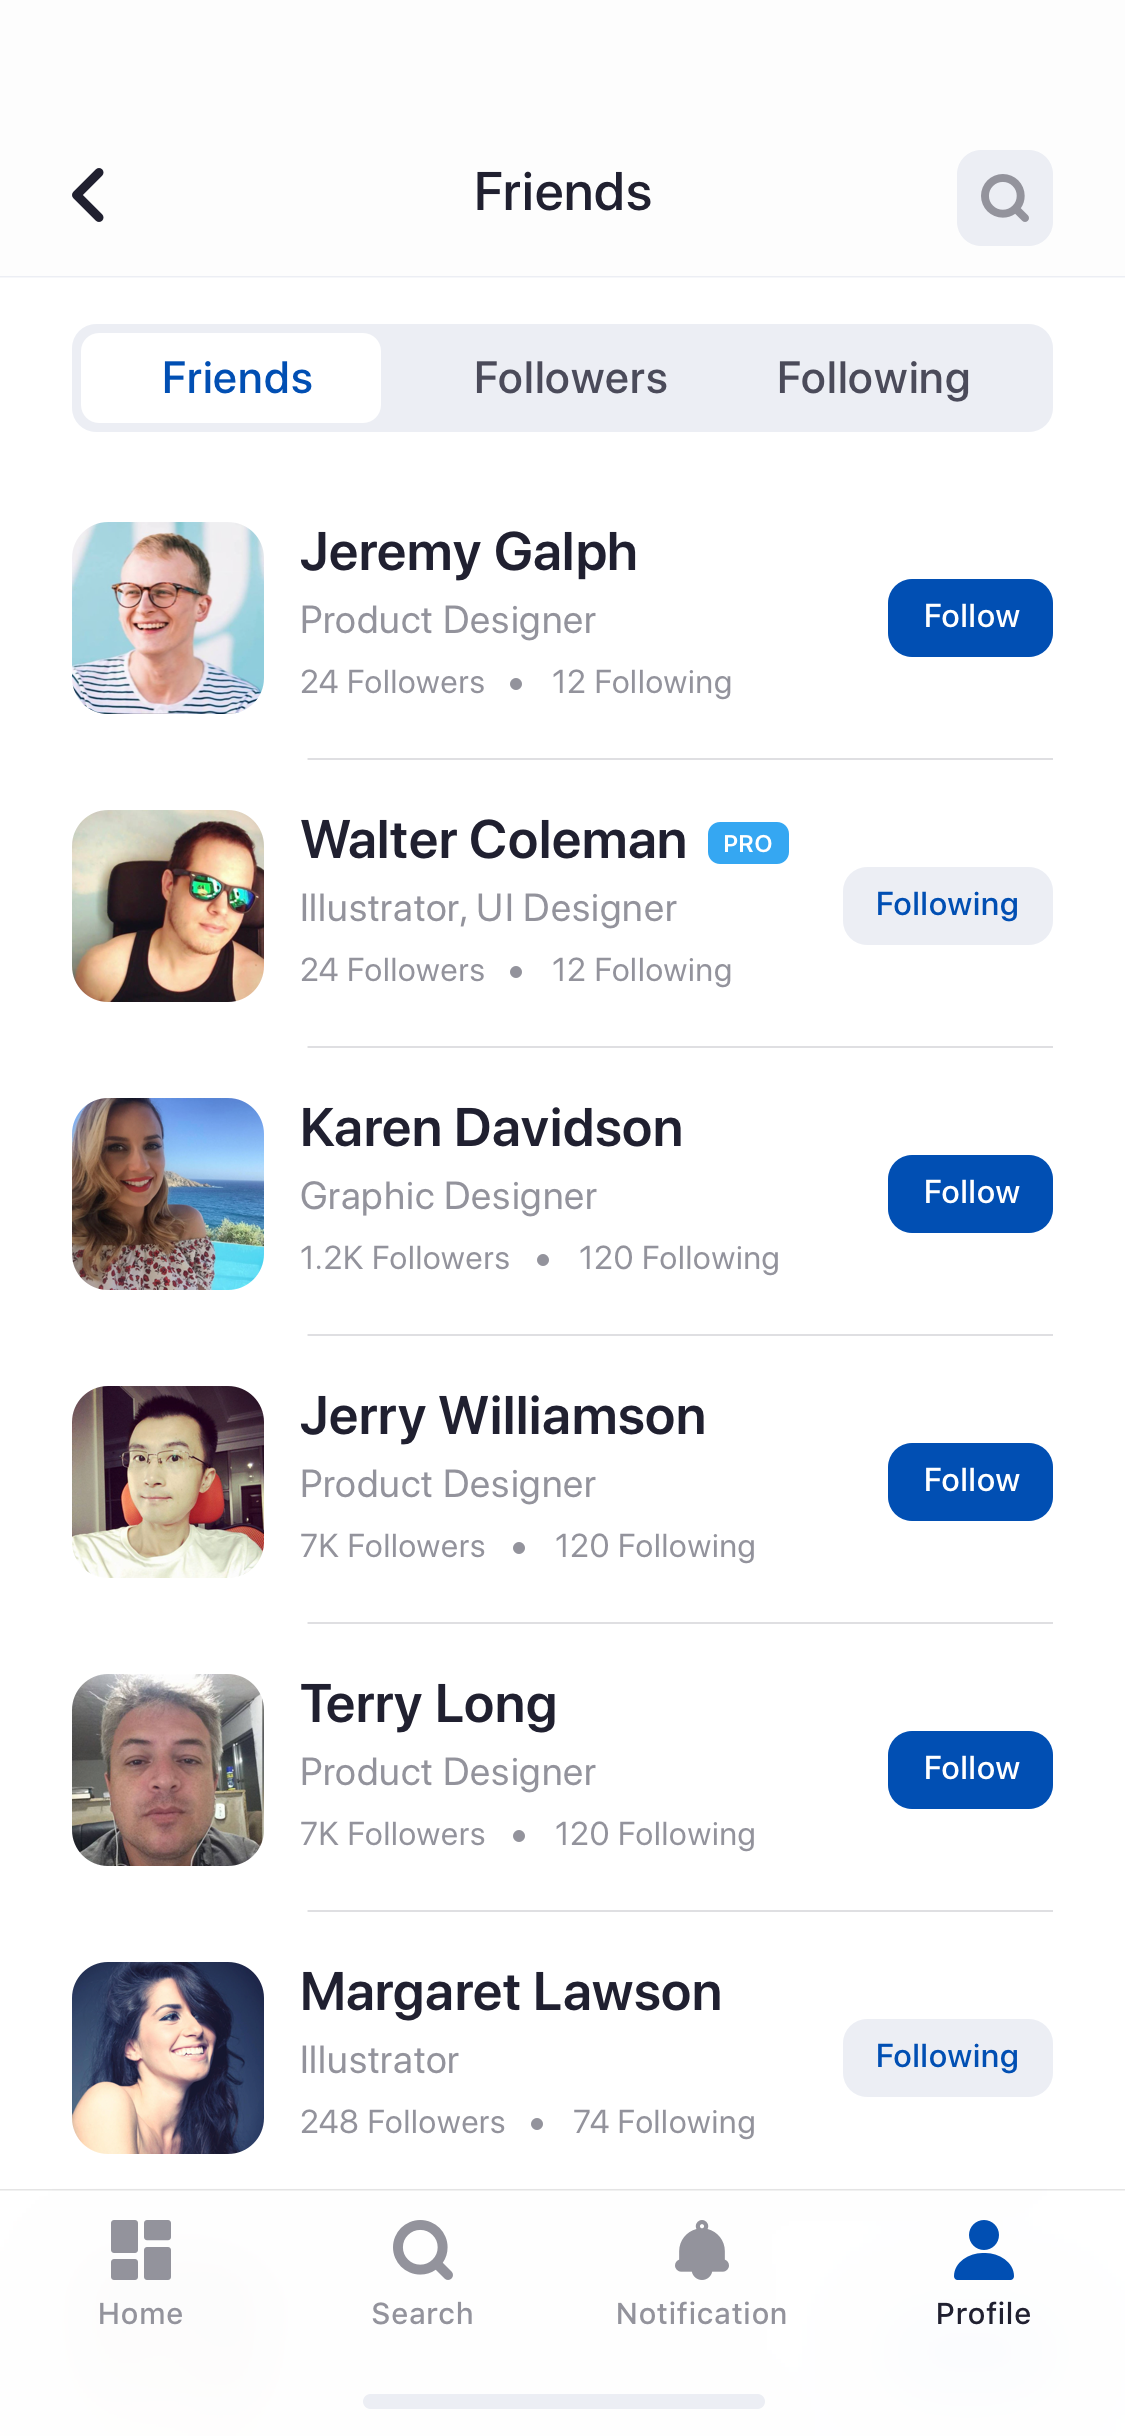 Friends
Friends Followers Following
Jeremy Galph
Product Designer
24 Followers • 12 Following
Follow
Walter Coleman PRO
Illustrator, UI Designer
24 Followers • 12 Following
Following
Karen Davidson
Graphic Designer
1.2K Followers • 120 Following
Follow
Jerry Williamson
Product Designer
7K Followers • 120 Following
Follow
Terry Long
Product Designer
7K Followers • 120 Following
Follow
Margaret Lawson
Illustrator
248 Followers • 74 Following
Following
Home Search Notification Profile